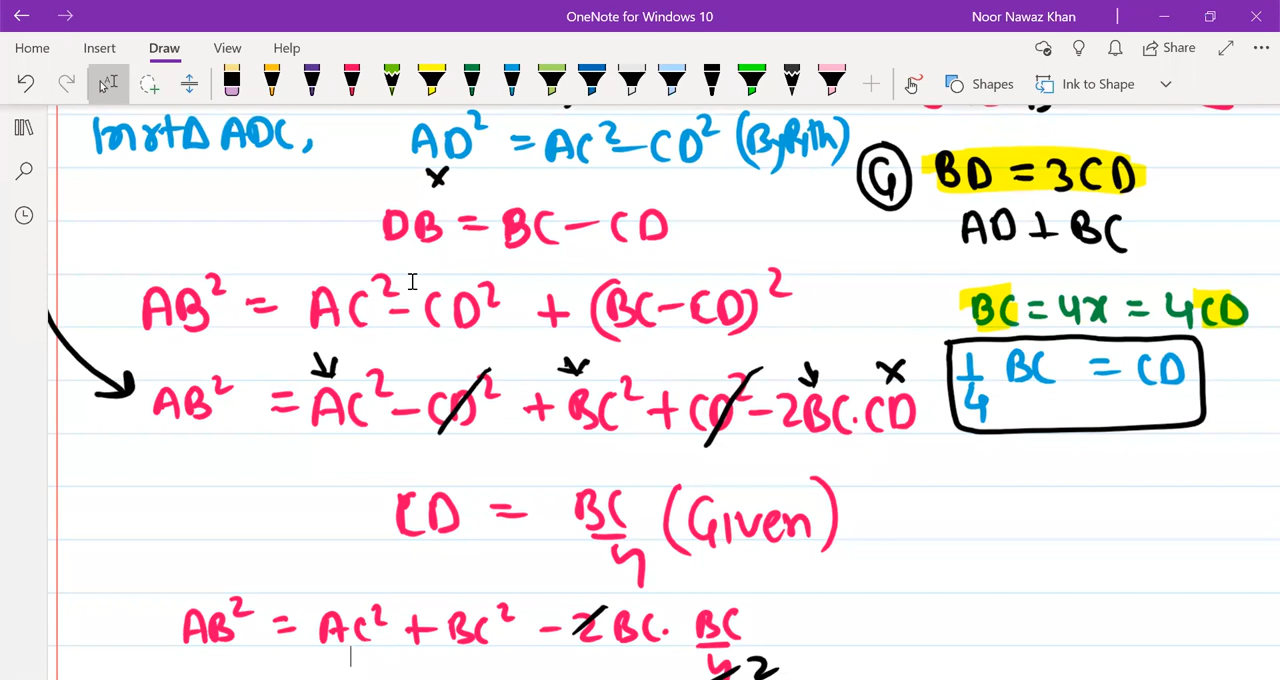 OneNote for Windows 10
Noor Nawaz Khan
Home Insert Draw View Help
Share
Shapes
Ink to Shape
In rt Δ ADC, AD² = AC² – CD² (By Pyth)
x
DB = BC – CD
AB² = AC² – CD² + (BC – CD)²
AB² = AC² – CD² + BC² + CD² – 2BC.CD
x
CD = BC/4 (Given)
AB² = AC² + BC² – 2BC. BC/4
2
G BD = 3CD
AD ⊥ BC
BC = 4x = 4CD
1/4 BC = CD